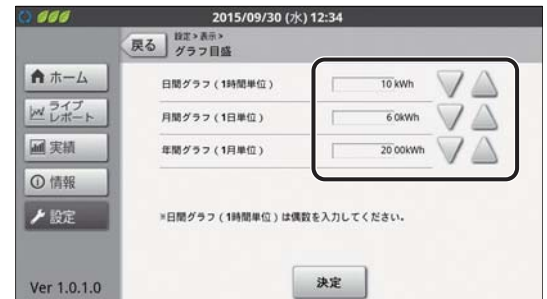 2015/09/30 (水) 12:34
戻る
設定>表示>
グラフ目盛
ホーム
ライブ
レポート
実績
情報
設定
日間グラフ(1時間単位)
10 kWh
月間グラフ(1日単位)
6 0kWh
年間グラフ(1月単位)
20 00kWh
※日間グラフ(1時間単位)は偶数を入力してください。
決定
Ver 1.0.1.0